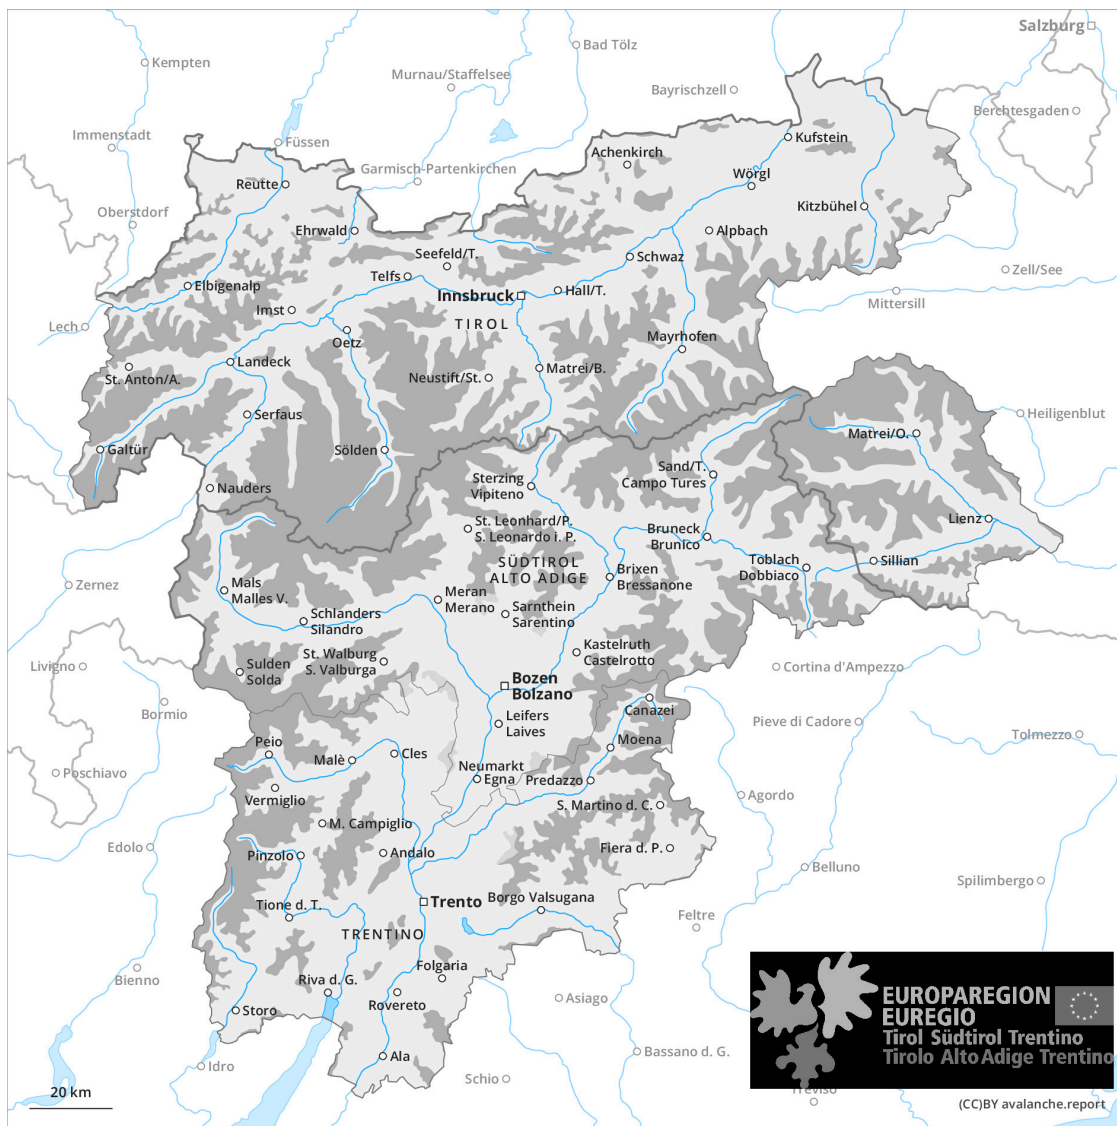 Salzburg
Bad Tölz
Kempten
Murnau/Staffelsee
Bayrischzell
Berchtesgaden
Immenstadt
Füssen
Kufstein
Achenkirch
Garmisch-Partenkirchen
Wörgl
Reutte
Oberstdorf
Kitzbühel
Ehrwald
Alpbach
Seefeld/T.
Schwaz
Telfs
Zell/See
Elbigenalp
Hall/T.
Innsbruck
Mittersill
Imst
TIROL
Lech
Oetz
Mayrhofen
Landeck
Matrei/B.
St. Anton/A.
Neustift/St.
Serfaus
Heiligenblut
Matrei/O.
Galtür
Sölden
Sand/T.
Campo Tures
Sterzing
Vipiteno
Nauders
St. Leonhard/P.
S. Leonardo i. P.
Lienz
Bruneck
Brunico
SÜDTIROL
ALTO ADIGE
Toblach
Dobbiaco
Sillian
Brixen
Bressanone
Zernez
Mals
Malles V.
Meran
Merano
Sarnthein
Sarentino
Schlanders
Silandro
Kastelruth
Castelrotto
St. Walburg
S. Valburga
Livigno
Sulden
Solda
Cortina d'Ampezzo
Bozen
Bolzano
Bormio
Canazei
Leifers
Laives
Pieve di Cadore
Tolmezzo
Peio
Moena
Cles
Malè
Poschiavo
Neumarkt
Egna
Predazzo
Vermiglio
Agordo
S. Martino d. C.
M. Campiglio
Edolo
Pinzolo
Andalo
Fiera d. P.
Belluno
Spilimbergo
Borgo Valsugana
Trento
Tione d. T.
Feltre
TRENTINO
Folgaria
Bienno
Riva d. G.
Rovereto
Asiago
EUROPAREGION
EUREGIO
Tirol Südtirol Trentino
Tirolo Alto Adige Trentino
Storo
Ala
Bassano d. G.
Idro
Schio
Treviso
20 km
(CC)BY avalanche.report